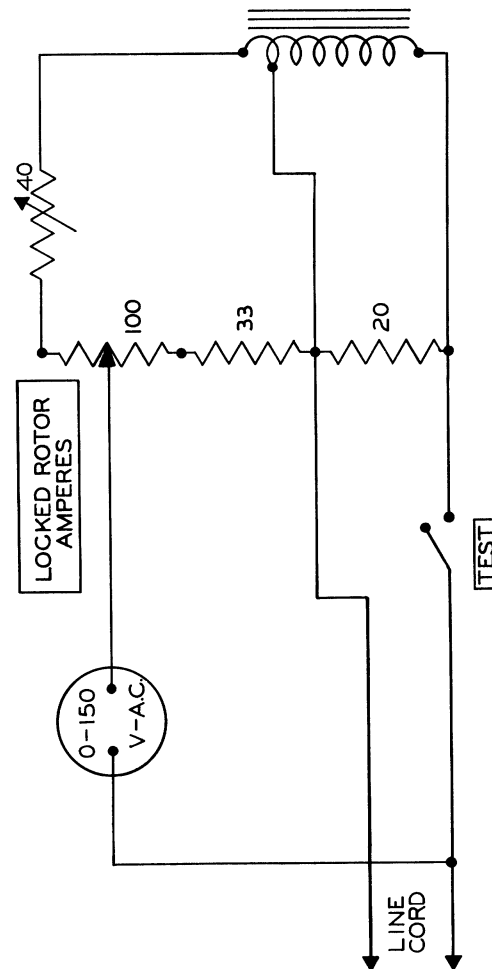 40
100
33
20
LOCKED ROTOR
AMPERES
0-150
V-A.C.
TEST
LINE
CORD